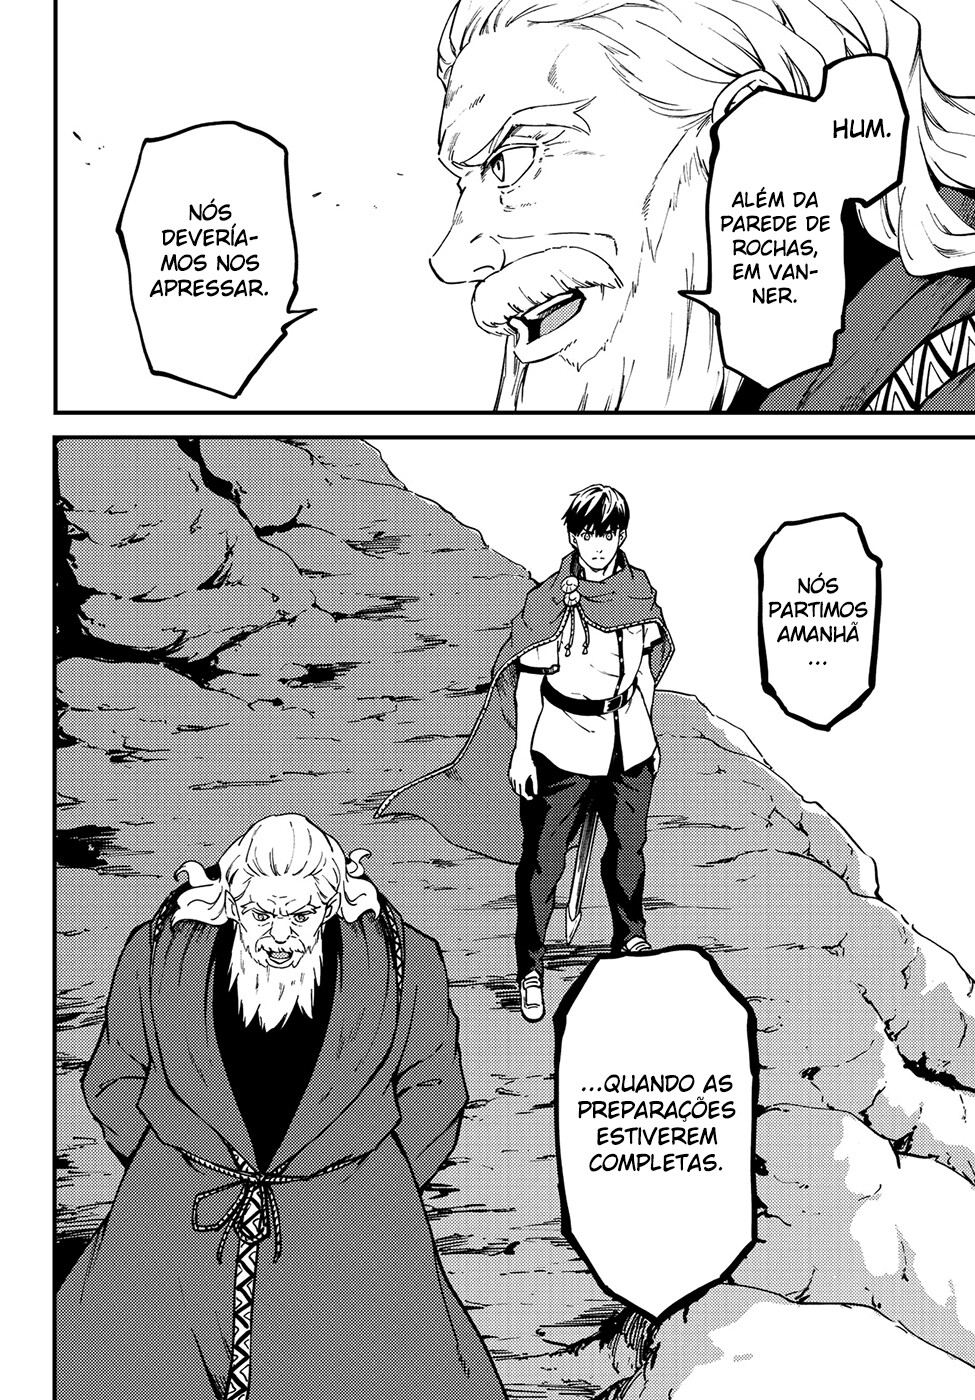 HUM.
ALÉM DA
PAREDE DE
ROCHAS,
EM VAN-
NER.
NÓS
DEVERÍA-
MOS NOS
APRESSAR.
NÓS
PARTIMOS
AMANHÃ
...
...QUANDO AS
PREPARAÇÕES
ESTIVEREM
COMPLETAS.